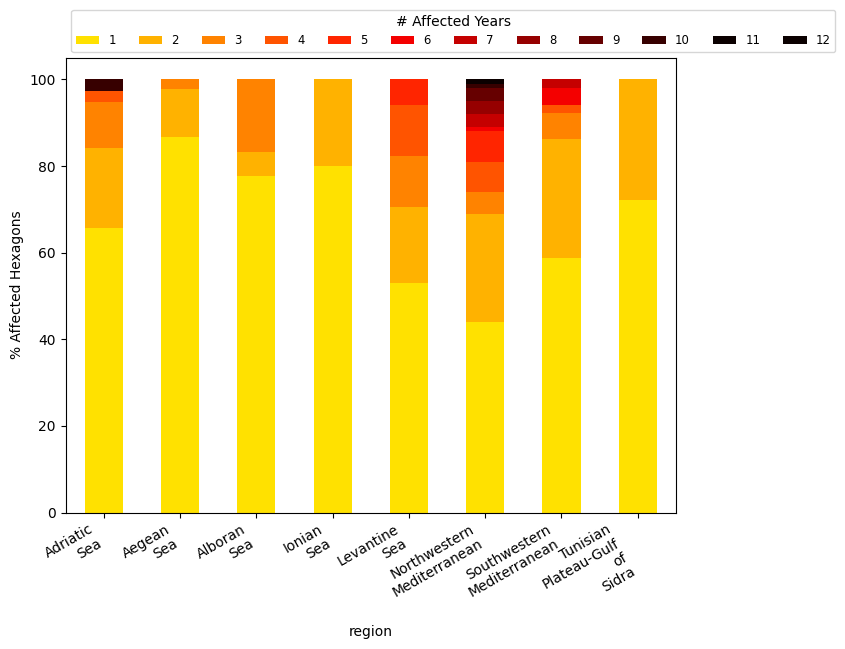 # Affected Years
1 2 3 4 5 6 7 8 9 10 11 12
% Affected Hexagons
100
80
60
40
20
0
Adriatic
Sea
Aegean
Sea
Alboran
Sea
Ionian
Sea
Levantine
Sea
Northwestern
Mediterranean
Southwestern
Mediterranean
Tunisian
Plateau-Gulf
of
Sidra
region